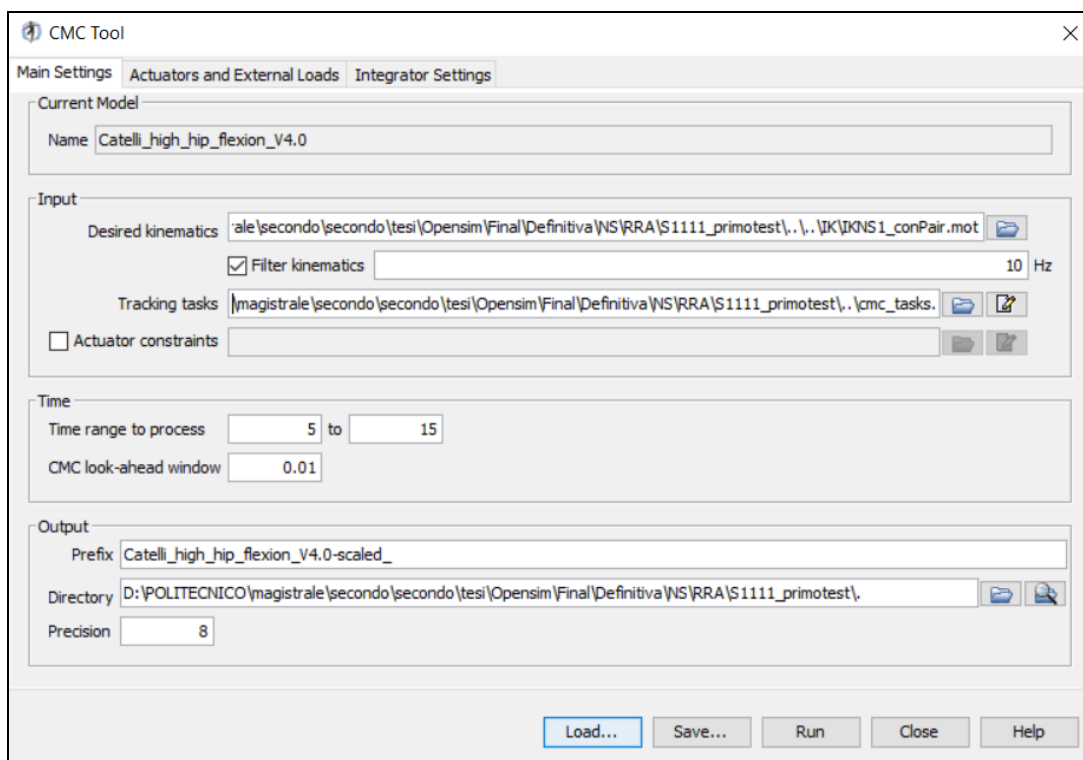 CMC Tool
Main Settings Actuators and External Loads Integrator Settings
Current Model
Name Catelli_high_hip_flexion_V4.0
Input
Desired kinematics ale\secondo\secondo\tesi\Opensim\Final\Definitiva\NS\RRA\S1111_primotest\..\..\IK\IKNS1_conPair.mot
Filter kinematics 10 Hz
Tracking tasks \magistrale\secondo\secondo\tesi\Opensim\Final\Definitiva\NS\RRA\S1111_primotest\..\cmc_tasks.
Actuator constraints
Time
Time range to process 5 to 15
CMC look-ahead window 0.01
Output
Prefix Catelli_high_hip_flexion_V4.0-scaled_
Directory D:\POLITECNICO\magistrale\secondo\secondo\tesi\Opensim\Final\Definitiva\NS\RRA\S1111_primotest\.
Precision 8
Load... Save... Run Close Help